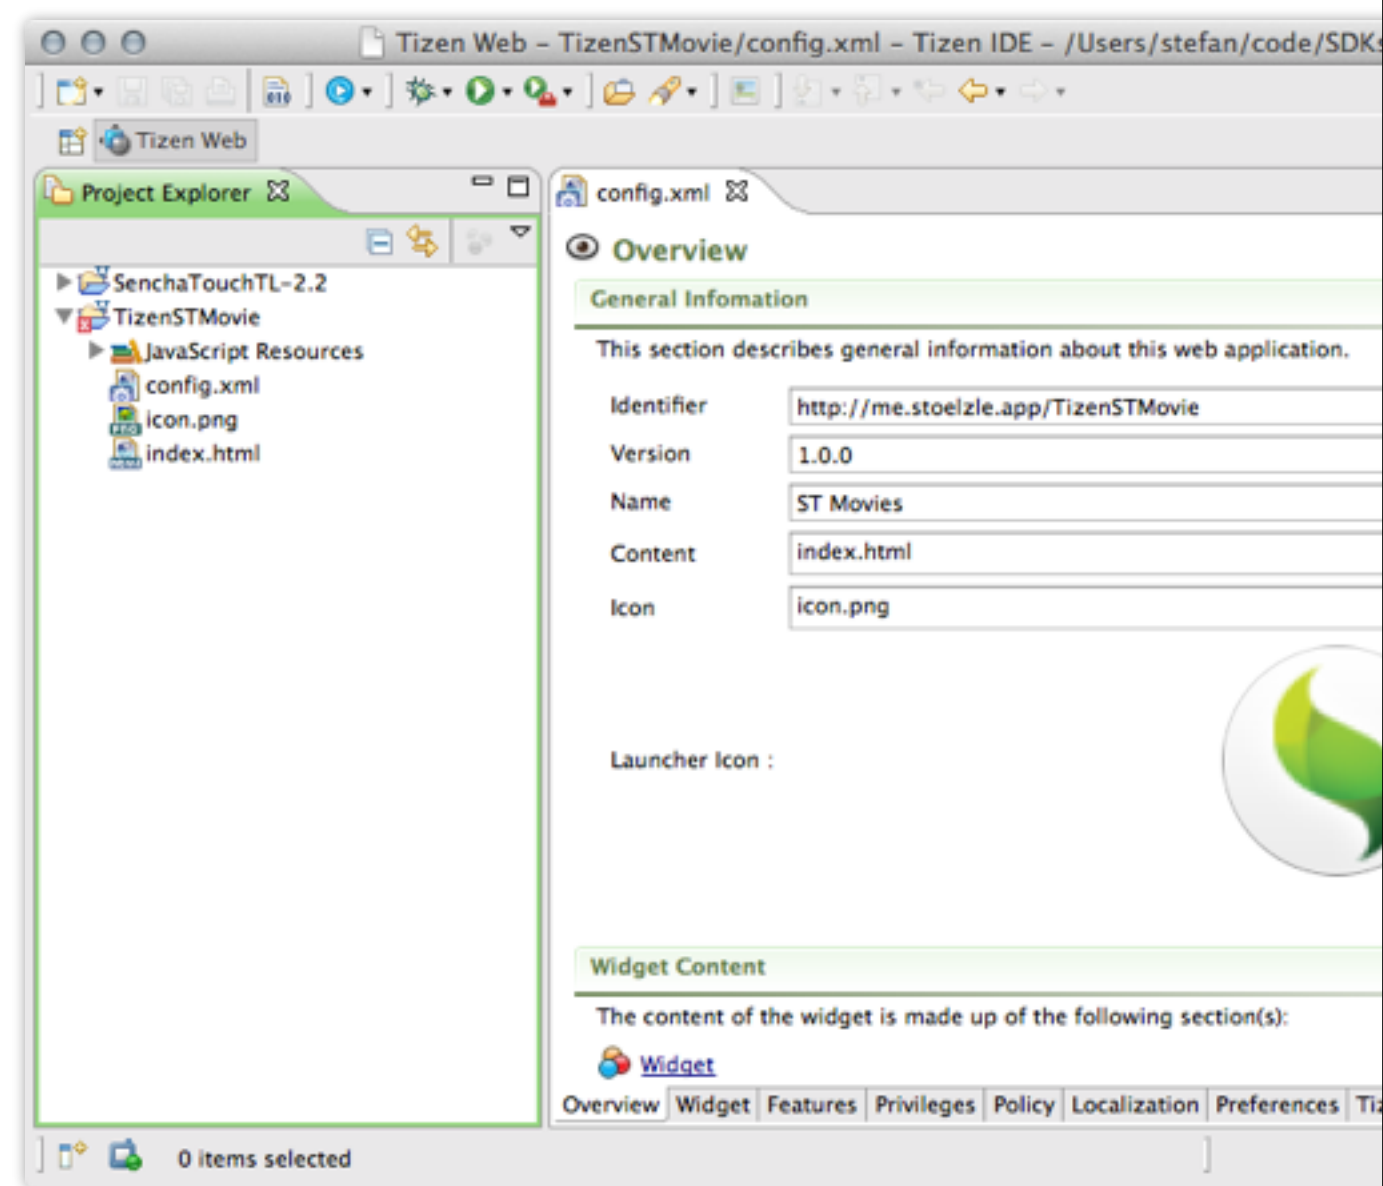 Tizen Web – TizenSTMovie/config.xml – Tizen IDE – /Users/stefan/code/SDKs
Tizen Web
Project Explorer
config.xml
SenchaTouchTL-2.2
TizenSTMovie
JavaScript Resources
config.xml
icon.png
index.html
Overview
General Infomation
This section describes general information about this web application.
Identifier http://me.stoelzle.app/TizenSTMovie
Version 1.0.0
Name ST Movies
Content index.html
Icon icon.png
Launcher Icon :
Widget Content
The content of the widget is made up of the following section(s):
Widget
Overview Widget Features Privileges Policy Localization Preferences Tiz
0 items selected